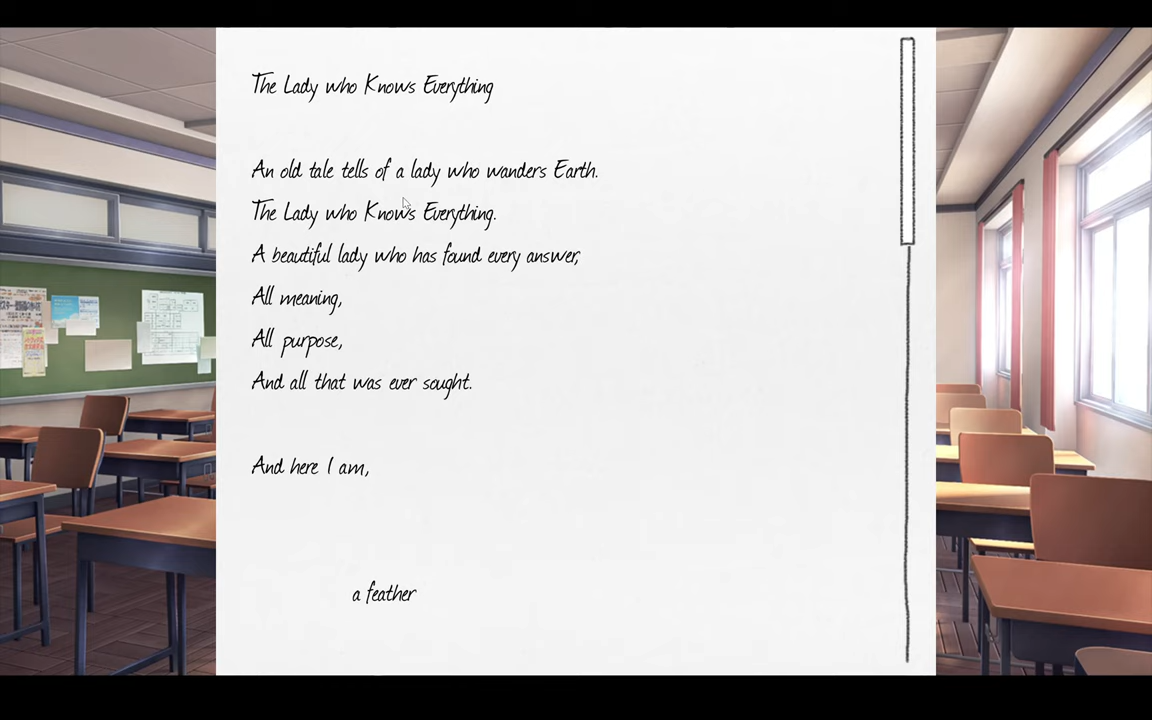 The Lady who Knows Everything
An old tale tells of a lady who wanders Earth.
The Lady who Knows Everything.
A beautiful lady who has found every answer,
All meaning,
All purpose,
And all that was ever sought.
And here I am,
a feather